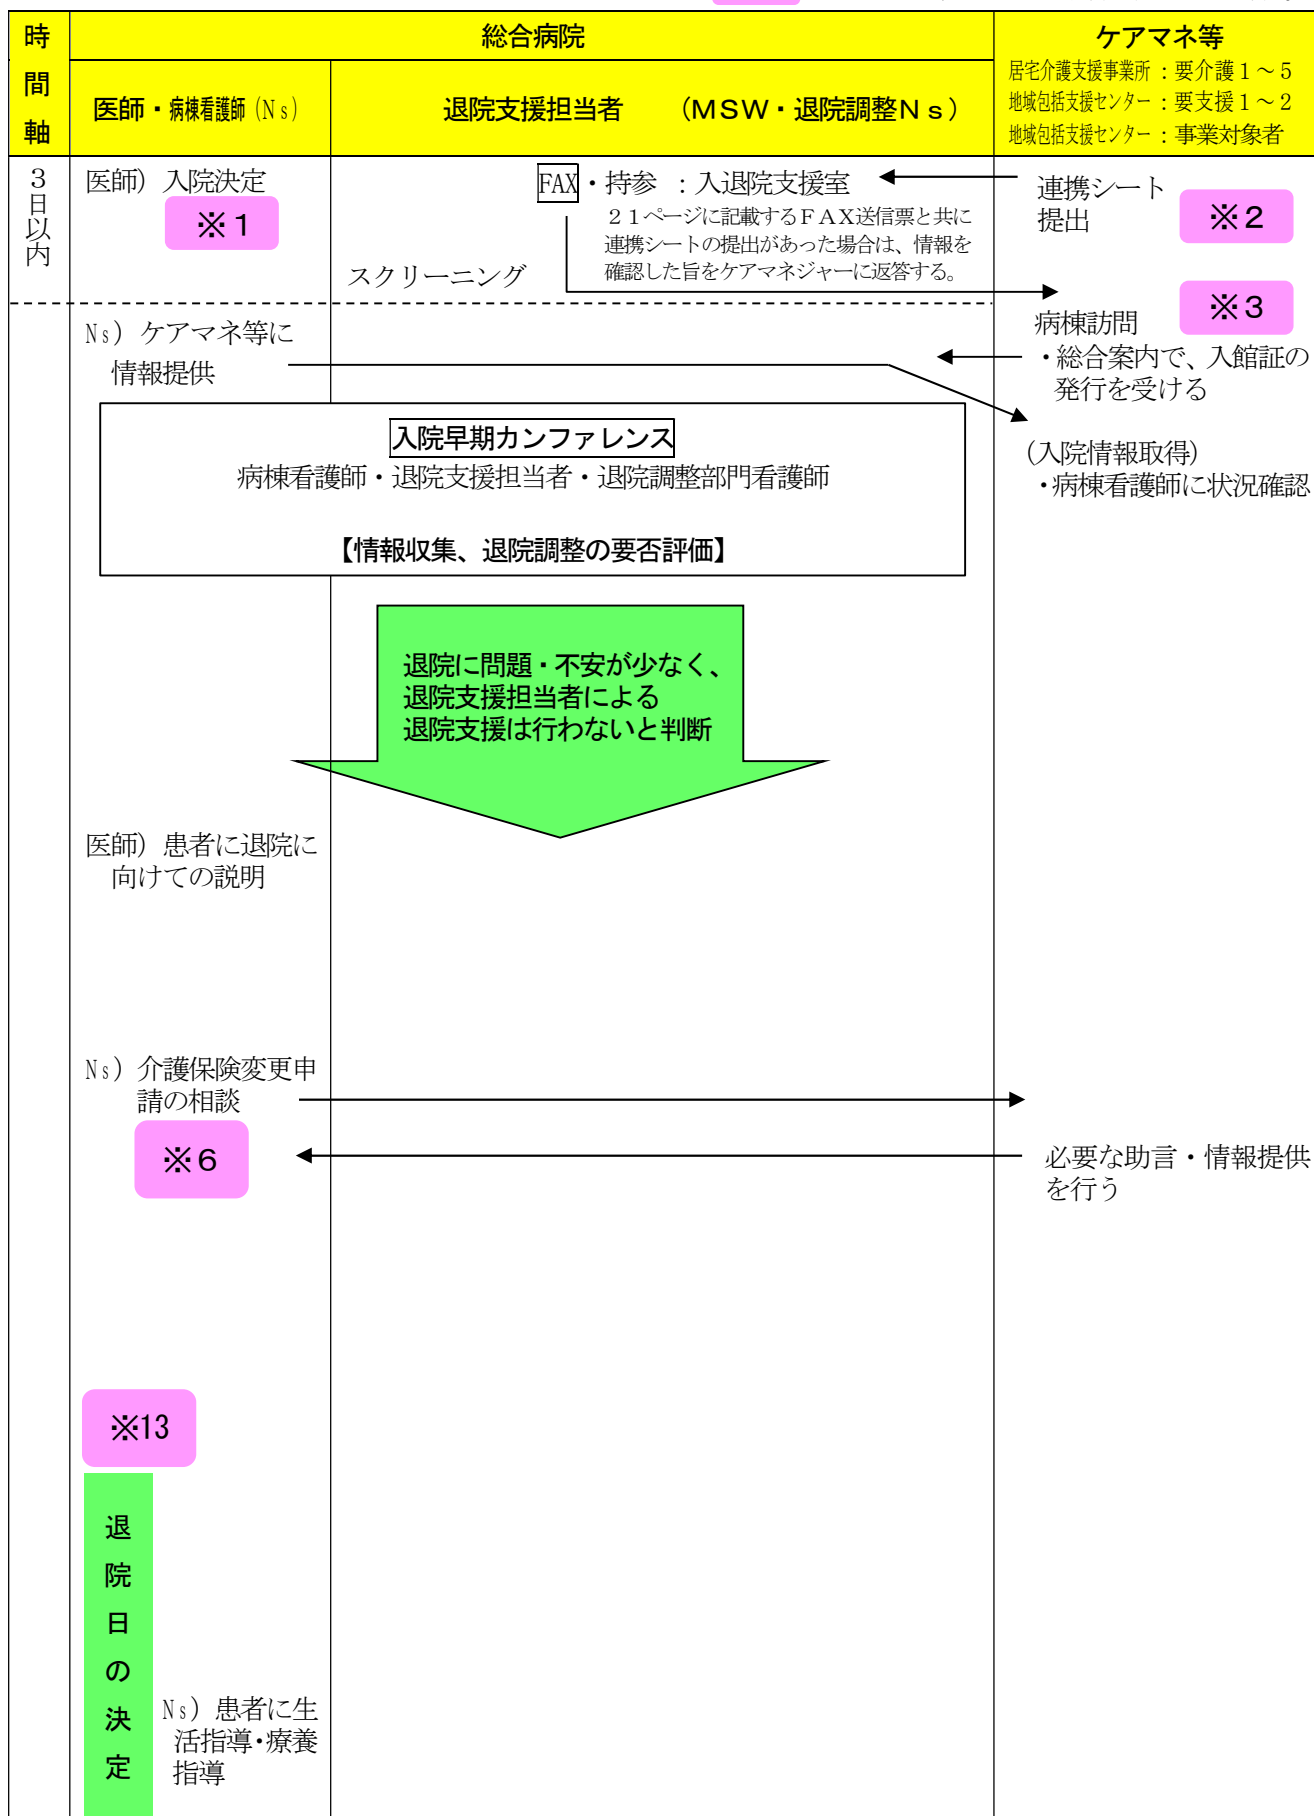 時間軸
総合病院
ケアマネ等
居宅介護支援事業所：要介護１～５
地域包括支援センター：要支援１～２
地域包括支援センター：事業対象者
医師・病棟看護師（Ｎｓ）
退院支援担当者　　（ＭＳＷ・退院調整Ｎｓ）
３日以内
医師）入院決定
※１
FAX・持参　：入退院支援室
２１ページに記載するＦＡＸ送信票と共に
連携シートの提出があった場合は、情報を
確認した旨をケアマネジャーに返答する。
スクリーニング
連携シート
提出
※２
※３
Ns）ケアマネ等に
情報提供
病棟訪問
・総合案内で、入館証の
発行を受ける
入院早期カンファレンス
病棟看護師・退院支援担当者・退院調整部門看護師
【情報収集、退院調整の要否評価】
（入院情報取得）
・病棟看護師に状況確認
退院に問題・不安が少なく、
退院支援担当者による
退院支援は行わないと判断
医師）患者に退院に
向けての説明
Ns）介護保険変更申
請の相談
※６
必要な助言・情報提供
を行う
※13
退院日の決定
Ns）患者に生
活指導・療養
指導